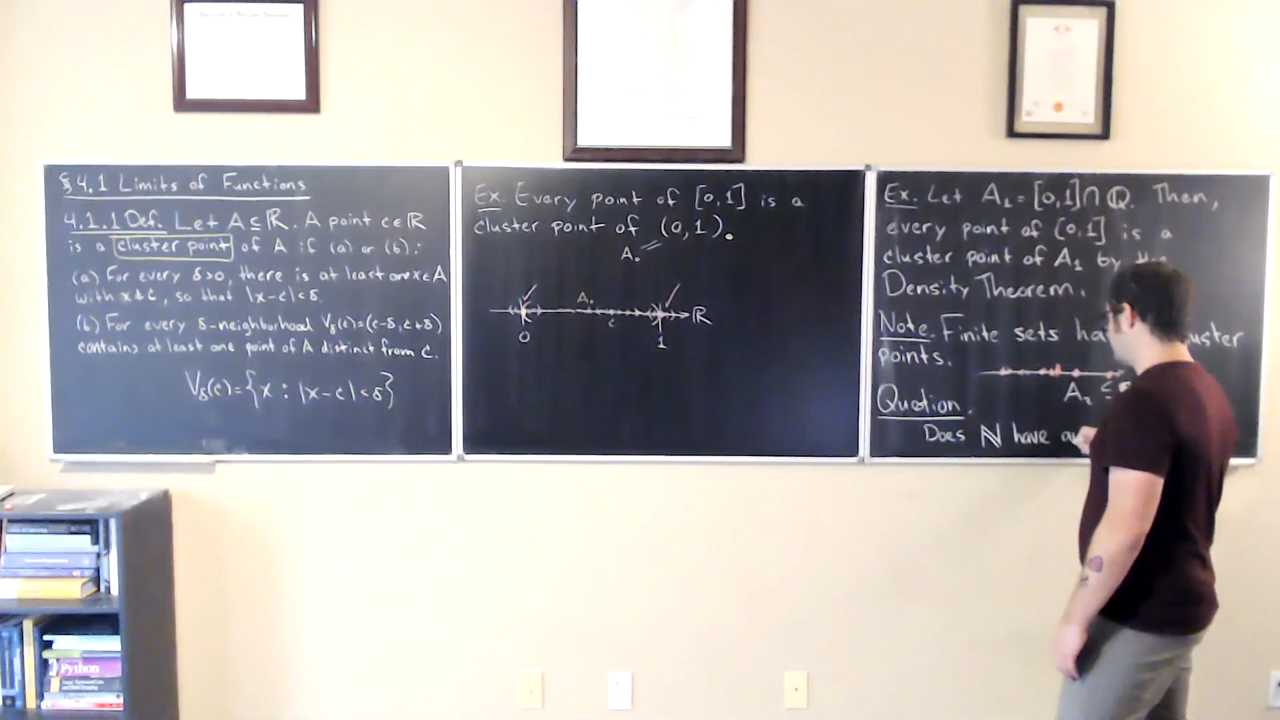 §4.1 Limits of Functions
4.1.1 Def. Let A⊆ℝ. A point c∈ℝ
is a cluster point of A if (a) or (b):
(a) For every δ>0, there is at least one x∈A
with x≠c, so that |x-c|<δ.
(b) For every δ-neighborhood V_δ(c)=(c-δ,c+δ)
contains at least one point of A distinct from c.
V_δ(c)={x : |x-c|<δ}
Ex. Every point of [0,1] is a
cluster point of (0,1).
A₀
A₀
c
ℝ
0
1
Ex. Let A₁=[0,1]∩ℚ. Then,
every point of [0,1] is a
cluster point of A₁ by
Density Theorem.
Note. Finite sets
points.
A₂
Question.
Does ℕ have
Python